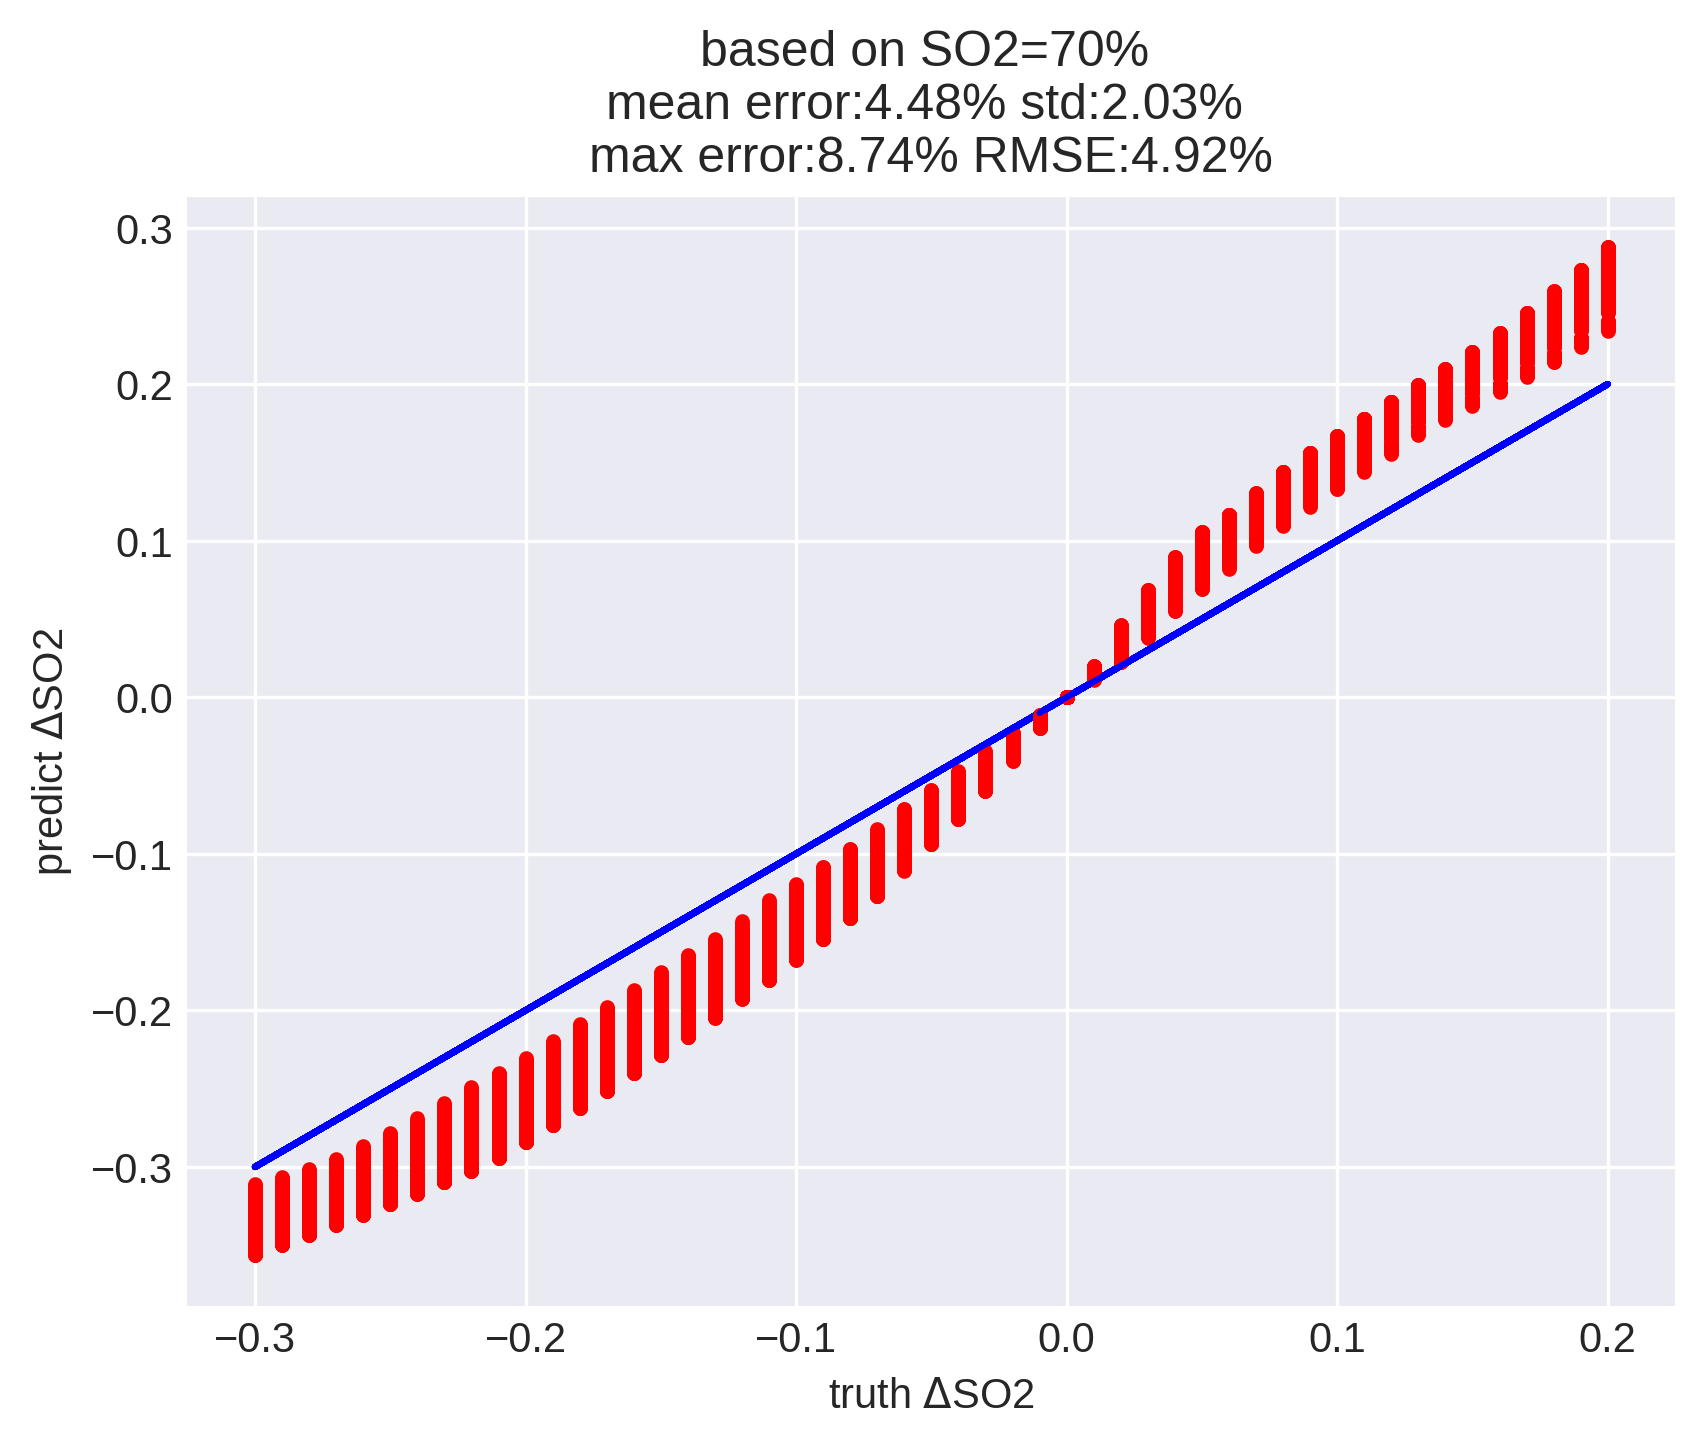 based on SO2=70%
mean error:4.48% std:2.03%
max error:8.74% RMSE:4.92%
0.3
0.2
0.1
0.0
−0.1
−0.2
−0.3
predict ΔSO2
−0.3 −0.2 −0.1 0.0 0.1 0.2
truth ΔSO2